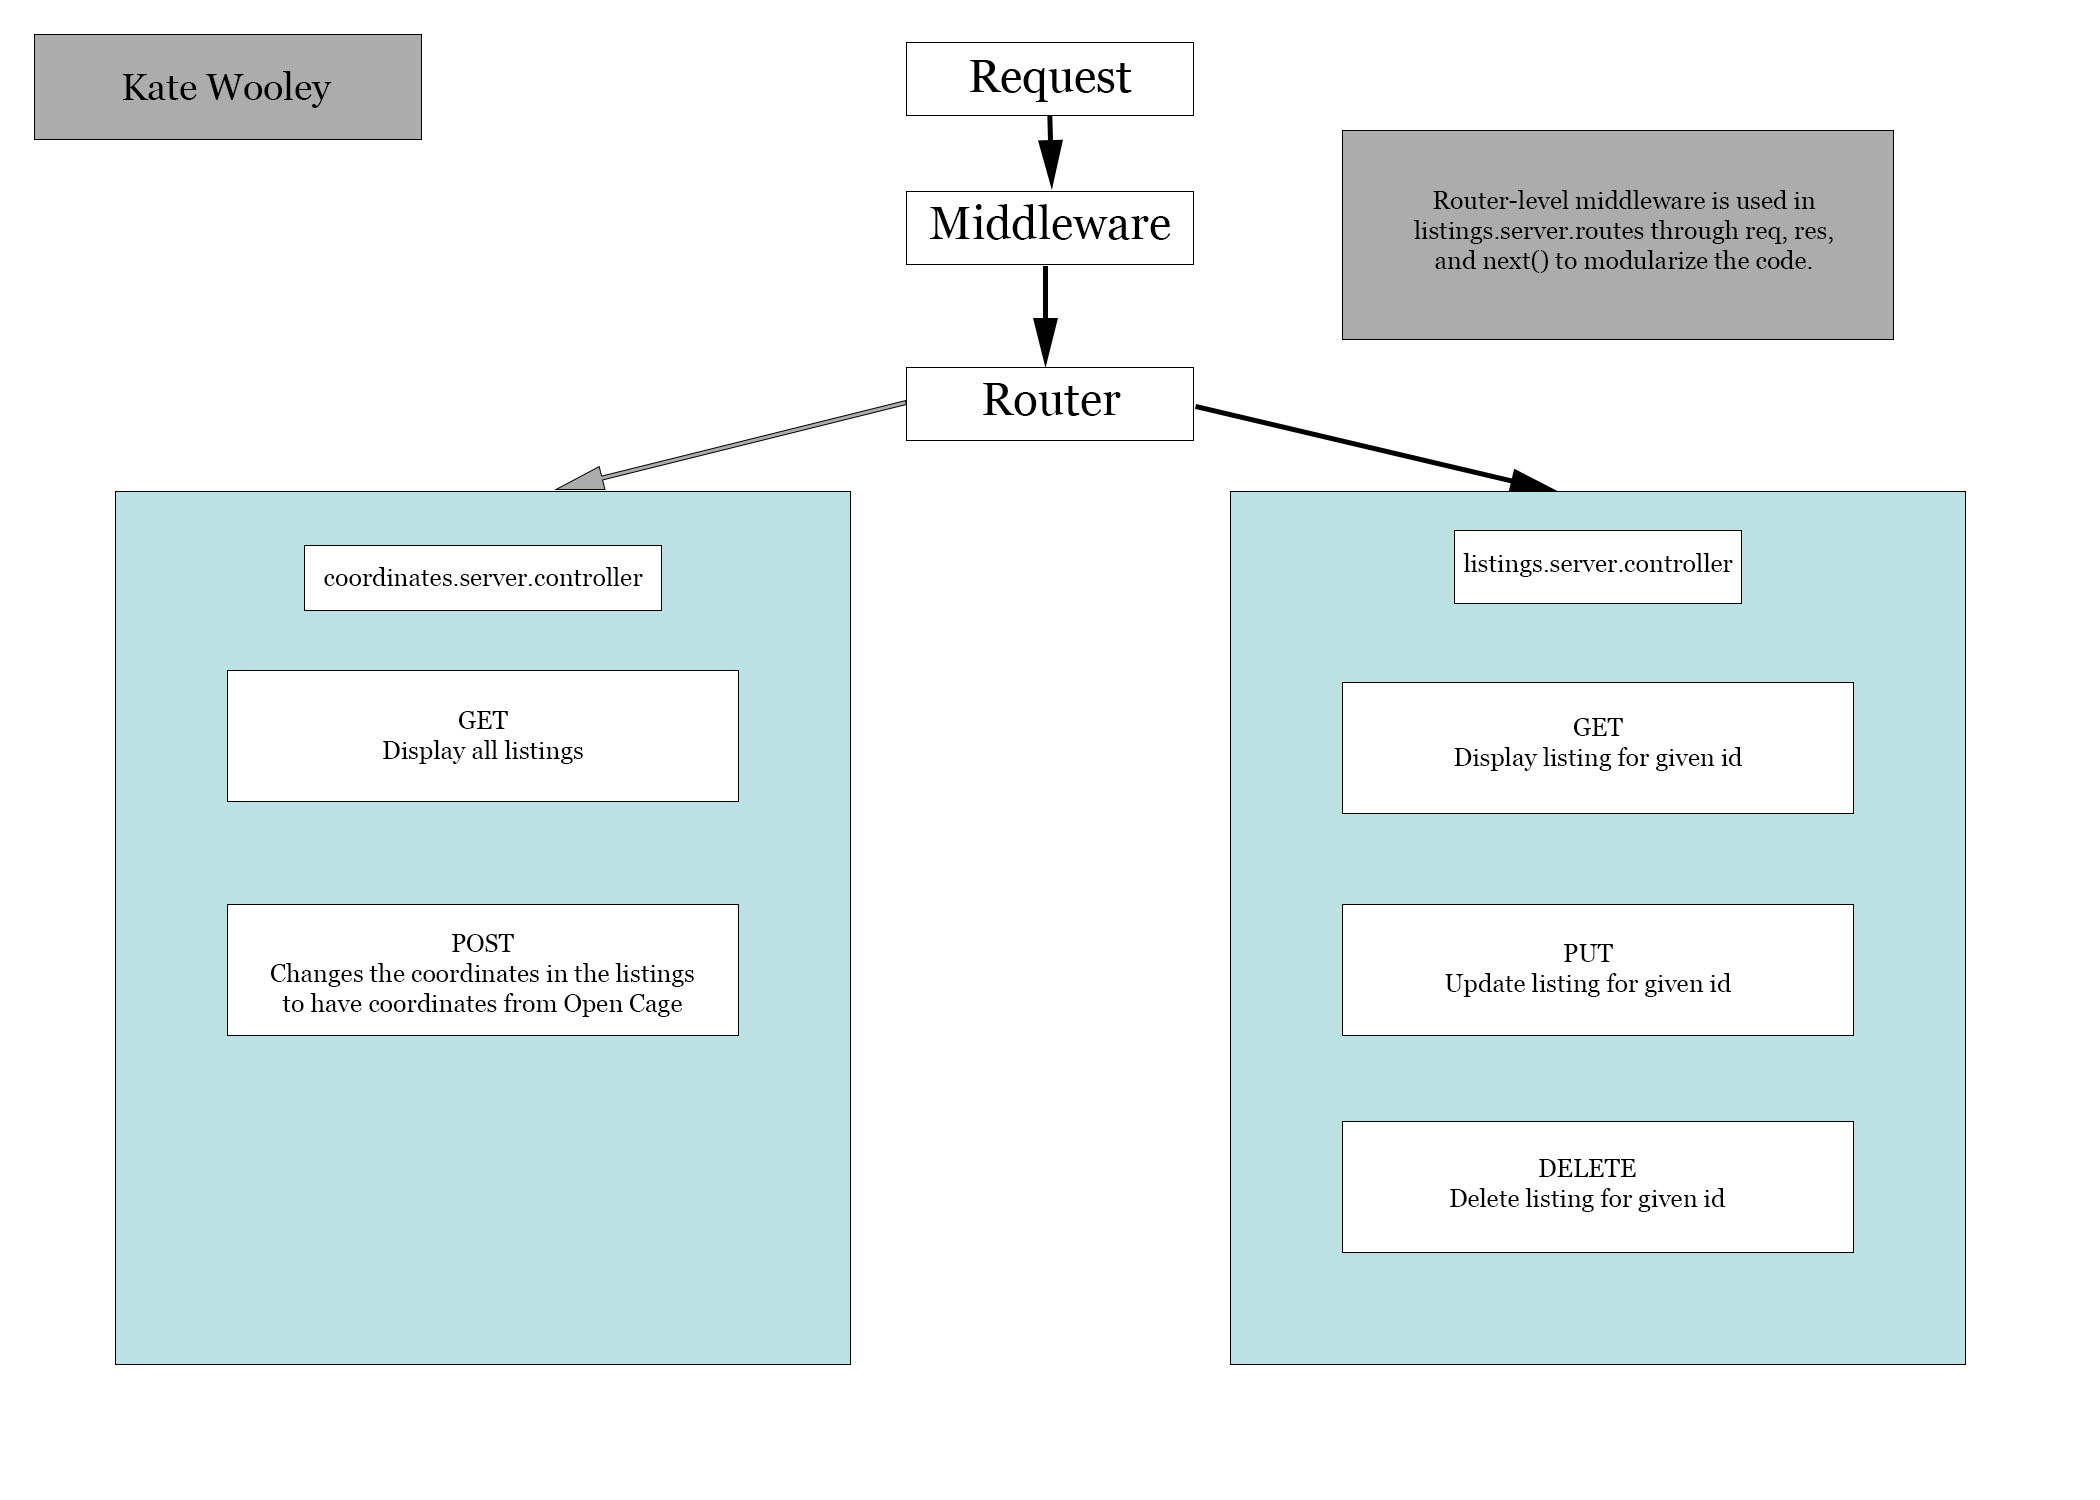 Kate Wooley
Request
Middleware
Router-level middleware is used in
listings.server.routes through req, res,
and next() to modularize the code.
Router
coordinates.server.controller
GET
Display all listings
POST
Changes the coordinates in the listings
to have coordinates from Open Cage
listings.server.controller
GET
Display listing for given id
PUT
Update listing for given id
DELETE
Delete listing for given id